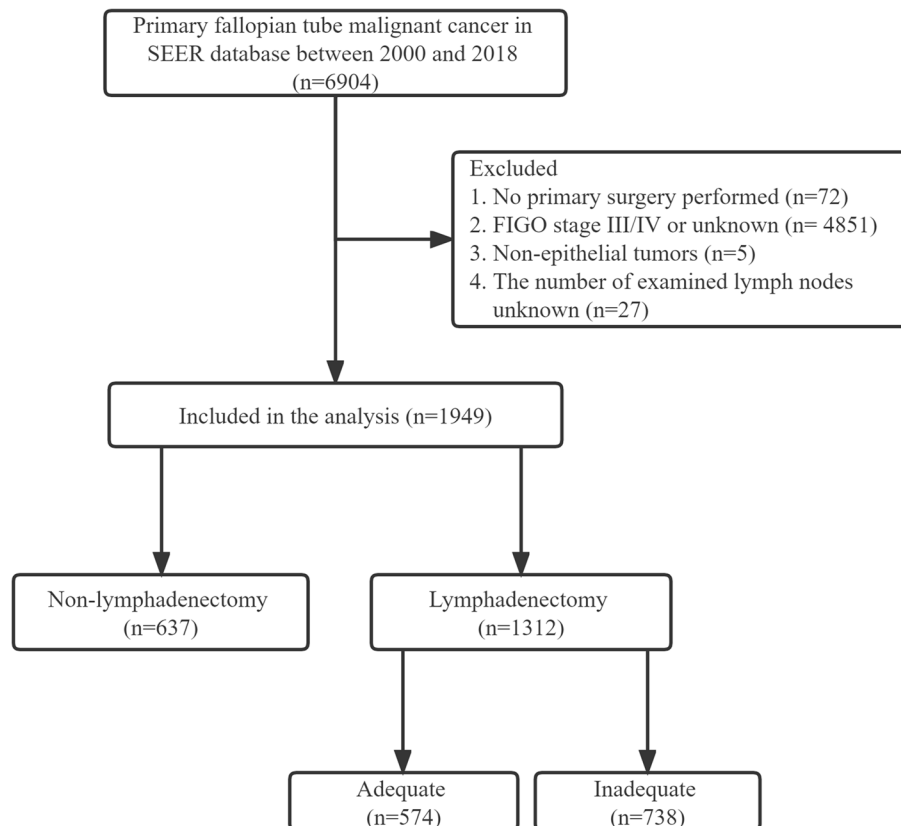 Primary fallopian tube malignant cancer in
SEER database between 2000 and 2018
(n=6904)
Excluded
1. No primary surgery performed (n=72)
2. FIGO stage III/IV or unknown (n= 4851)
3. Non-epithelial tumors (n=5)
4. The number of examined lymph nodes
unknown (n=27)
Included in the analysis (n=1949)
Non-lymphadenectomy
(n=637)
Lymphadenectomy
(n=1312)
Adequate
(n=574)
Inadequate
(n=738)